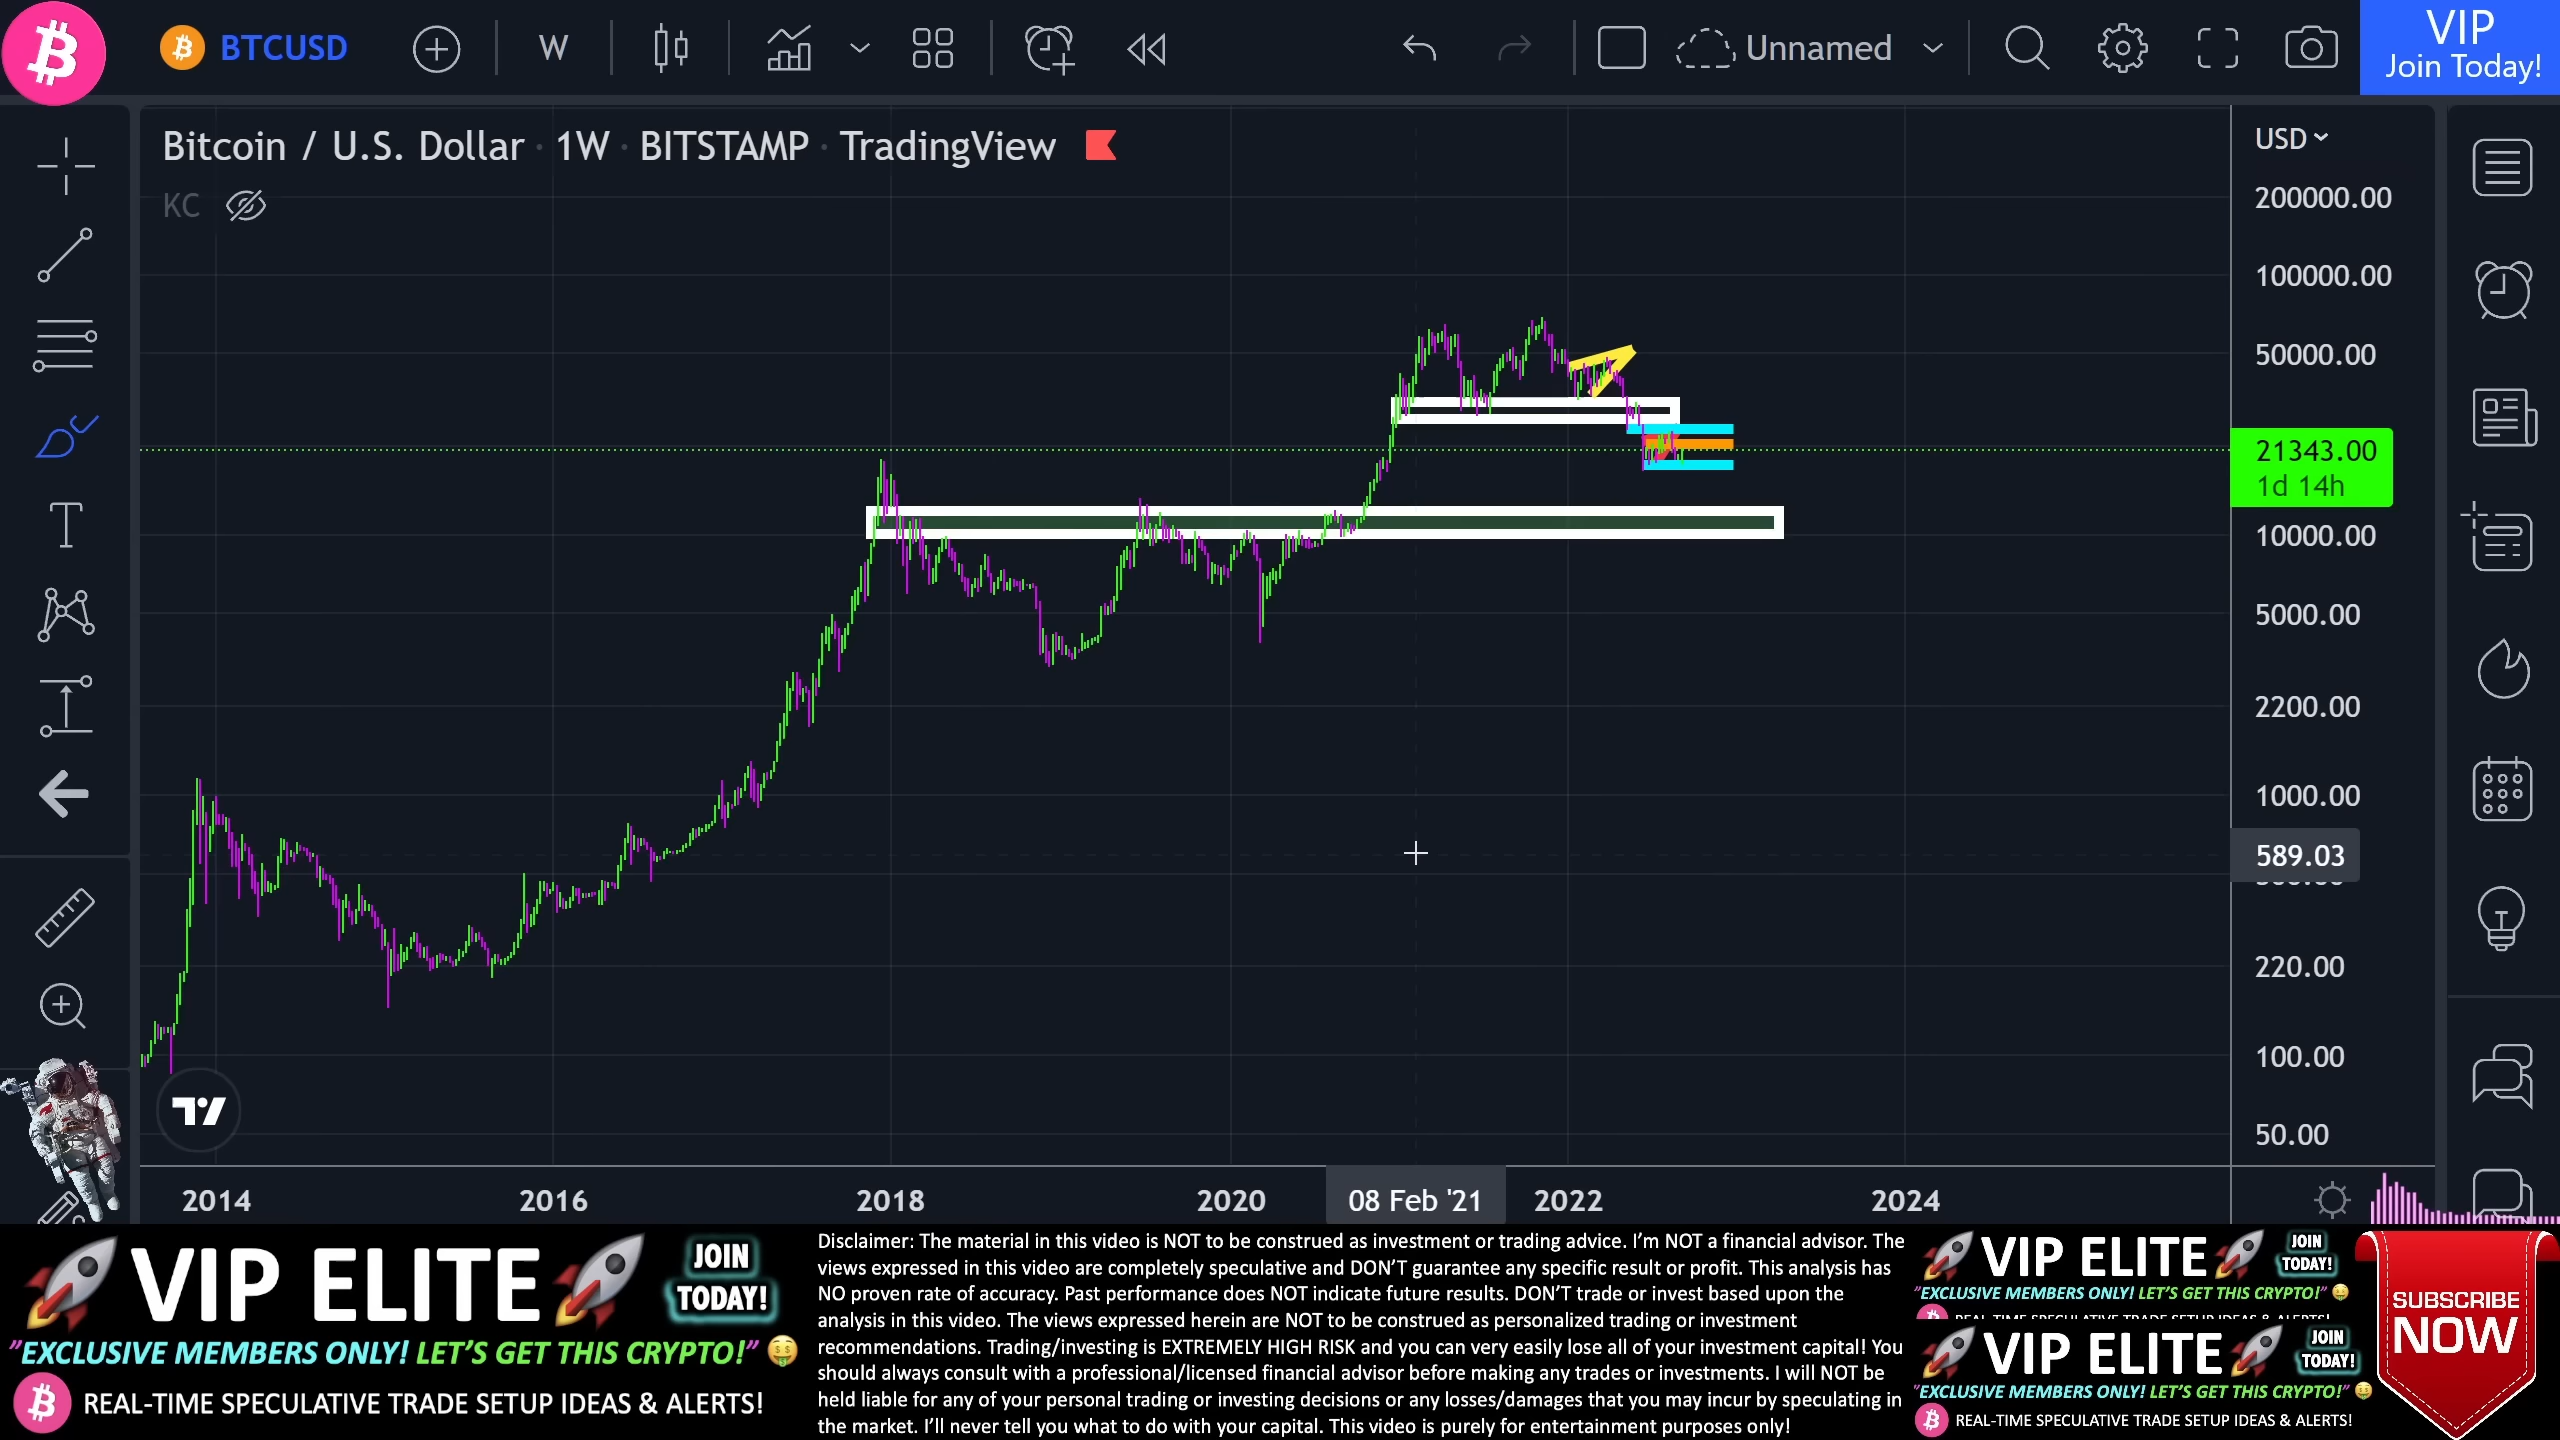 BTCUSD
W
Unnamed
VIP
Join Today!
Bitcoin / U.S. Dollar · 1W · BITSTAMP · TradingView
KC
USD
200000.00
100000.00
50000.00
21343.00
1d 14h
10000.00
5000.00
2200.00
1000.00
589.03
220.00
100.00
50.00
2014
2016
2018
2020
08 Feb '21
2022
2024
VIP ELITE
JOIN
TODAY!
"EXCLUSIVE MEMBERS ONLY! LET'S GET THIS CRYPTO!"
REAL-TIME SPECULATIVE TRADE SETUP IDEAS & ALERTS!
Disclaimer: The material in this video is NOT to be construed as investment or trading advice. I'm NOT a financial advisor. The
views expressed in this video are completely speculative and DON'T guarantee any specific result or profit. This analysis has
NO proven rate of accuracy. Past performance does NOT indicate future results. DON'T trade or invest based upon the
analysis in this video. The views expressed herein are NOT to be construed as personalized trading or investment
recommendations. Trading/investing is EXTREMELY HIGH RISK and you can very easily lose all of your investment capital! You
should always consult with a professional/licensed financial advisor before making any trades or investments. I will NOT be
held liable for any of your personal trading or investing decisions or any losses/damages that you may incur by speculating in
the market. I'll never tell you what to do with your capital. This video is purely for entertainment purposes only!
VIP ELITE
JOIN
TODAY!
"EXCLUSIVE MEMBERS ONLY! LET'S GET THIS CRYPTO!"
VIP ELITE
JOIN
TODAY!
"EXCLUSIVE MEMBERS ONLY! LET'S GET THIS CRYPTO!"
REAL-TIME SPECULATIVE TRADE SETUP IDEAS & ALERTS!
SUBSCRIBE
NOW